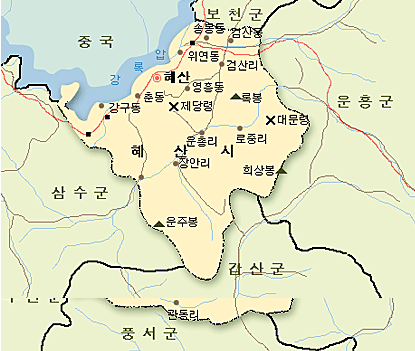 보천군
송봉동
검산동
중국
위연동
검산리
혜산
압
록
강
영흥동
춘동
강구동
제당령
록봉
운흥군
대문령
운총리
로중리
혜산시
장안리
희상봉
삼수군
운주봉
갑산군
관동리
풍서군